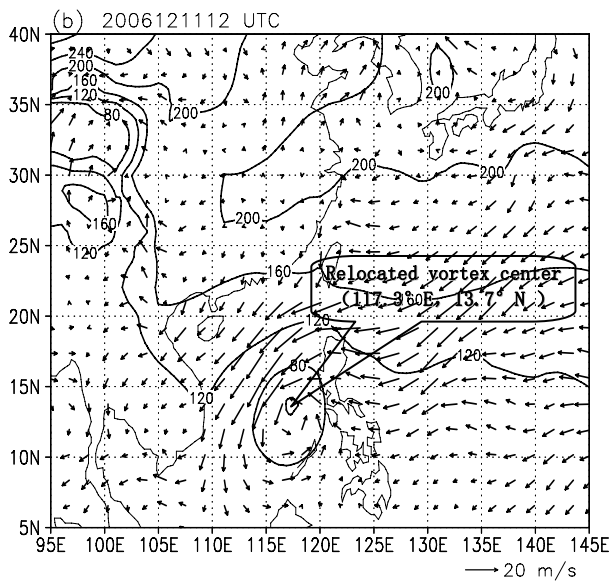 (b) 2006121112 UTC
40N
240
200
160
120
80
200
200
35N
200
200
200
30N
200
160
120
25N
160
Relocated vortex center
(117.3° E, 13.7° N )
20N
120
120
80
15N
120
10N
5N
95E 100E 105E 110E 115E 120E 125E 130E 135E 140E 145E
20 m/s